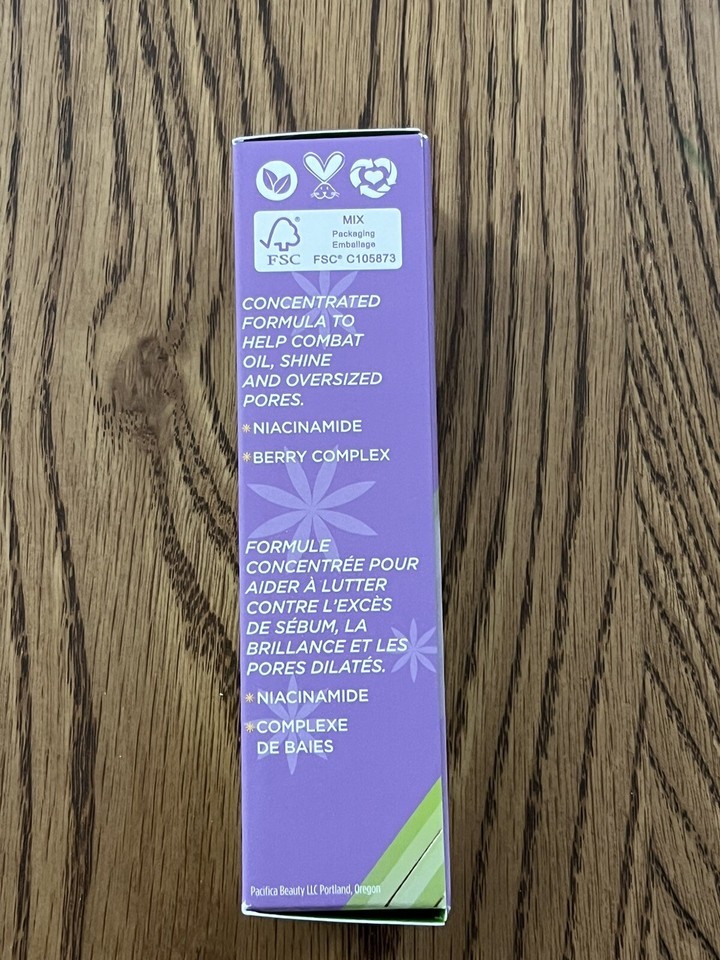 MIX
Packaging
Emballage
FSC® C105873
FSC®
CONCENTRATED
FORMULA TO
HELP COMBAT
OIL, SHINE
AND OVERSIZED
PORES.
*NIACINAMIDE
*BERRY COMPLEX
FORMULE
CONCENTRÉE POUR
AIDER À LUTTER
CONTRE L'EXCÈS
DE SÉBUM, LA
BRILLANCE ET LES
PORES DILATÉS.
*NIACINAMIDE
*COMPLEXE
DE BAIES
Pacifica Beauty LLC Portland, Oregon